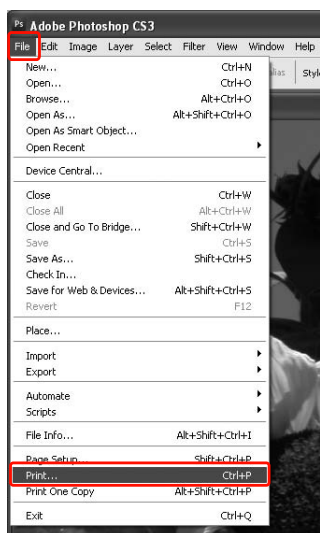 Ps Adobe Photoshop CS3
File Edit Image Layer Select Filter View Window Help
New... Ctrl+N
Open... Ctrl+O
Browse... Alt+Ctrl+O
Open As... Alt+Shift+Ctrl+O
Open As Smart Object...
Open Recent
Device Central...
Close Ctrl+W
Close All Alt+Ctrl+W
Close and Go To Bridge... Shift+Ctrl+W
Save Ctrl+S
Save As... Shift+Ctrl+S
Check In...
Save for Web & Devices... Alt+Shift+Ctrl+S
Revert F12
Place...
Import
Export
Automate
Scripts
File Info... Alt+Shift+Ctrl+I
Page Setup... Shift+Ctrl+P
Print... Ctrl+P
Print One Copy Alt+Shift+Ctrl+P
Exit Ctrl+Q